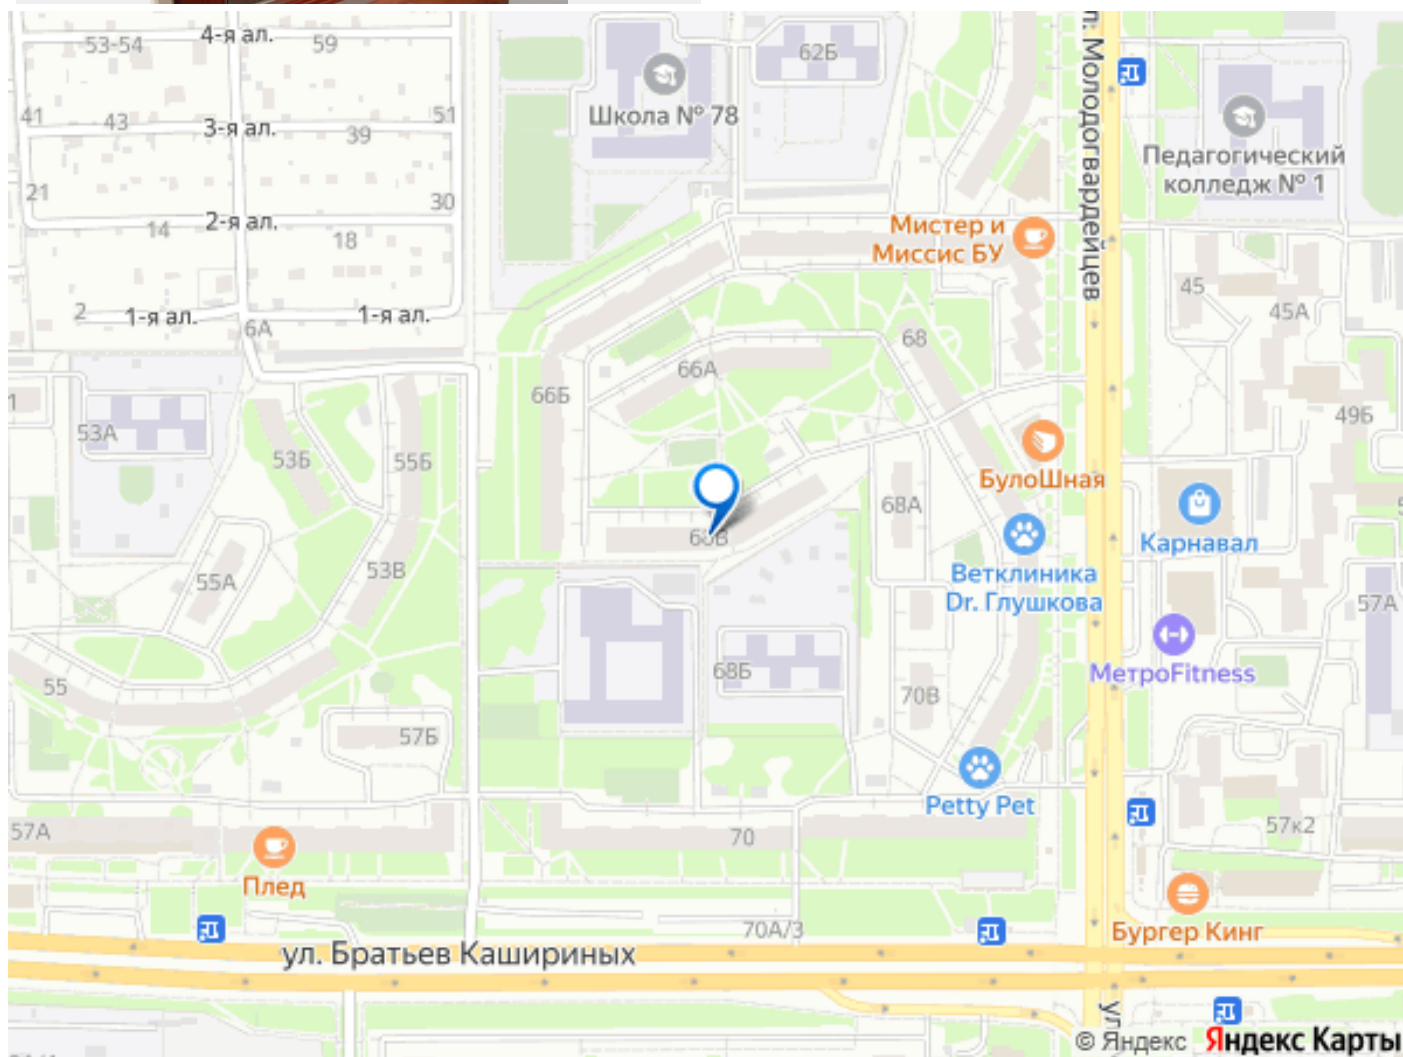 4-я ал.
53-54
59
62Б
ул. Молодогвардейцев
41
43
3-я ал.
39
51
Школа № 78
Педагогический
колледж № 1
21
14
2-я ал.
18
30
Мистер и
Миссис БУ
2
1-я ал.
6А
1-я ал.
45
45А
68
66А
66Б
49Б
53А
53Б
55Б
БулоШная
68А
Карнавал
55А
53В
Ветклиника
Dr. Глушкова
57А
68Б
МетроFitness
55
57Б
70В
Petty Pet
57А
70
57к2
Плед
70А/3
Бургер Кинг
ул. Братьев Кашириных
ул
© Яндекс Яндекс Карты